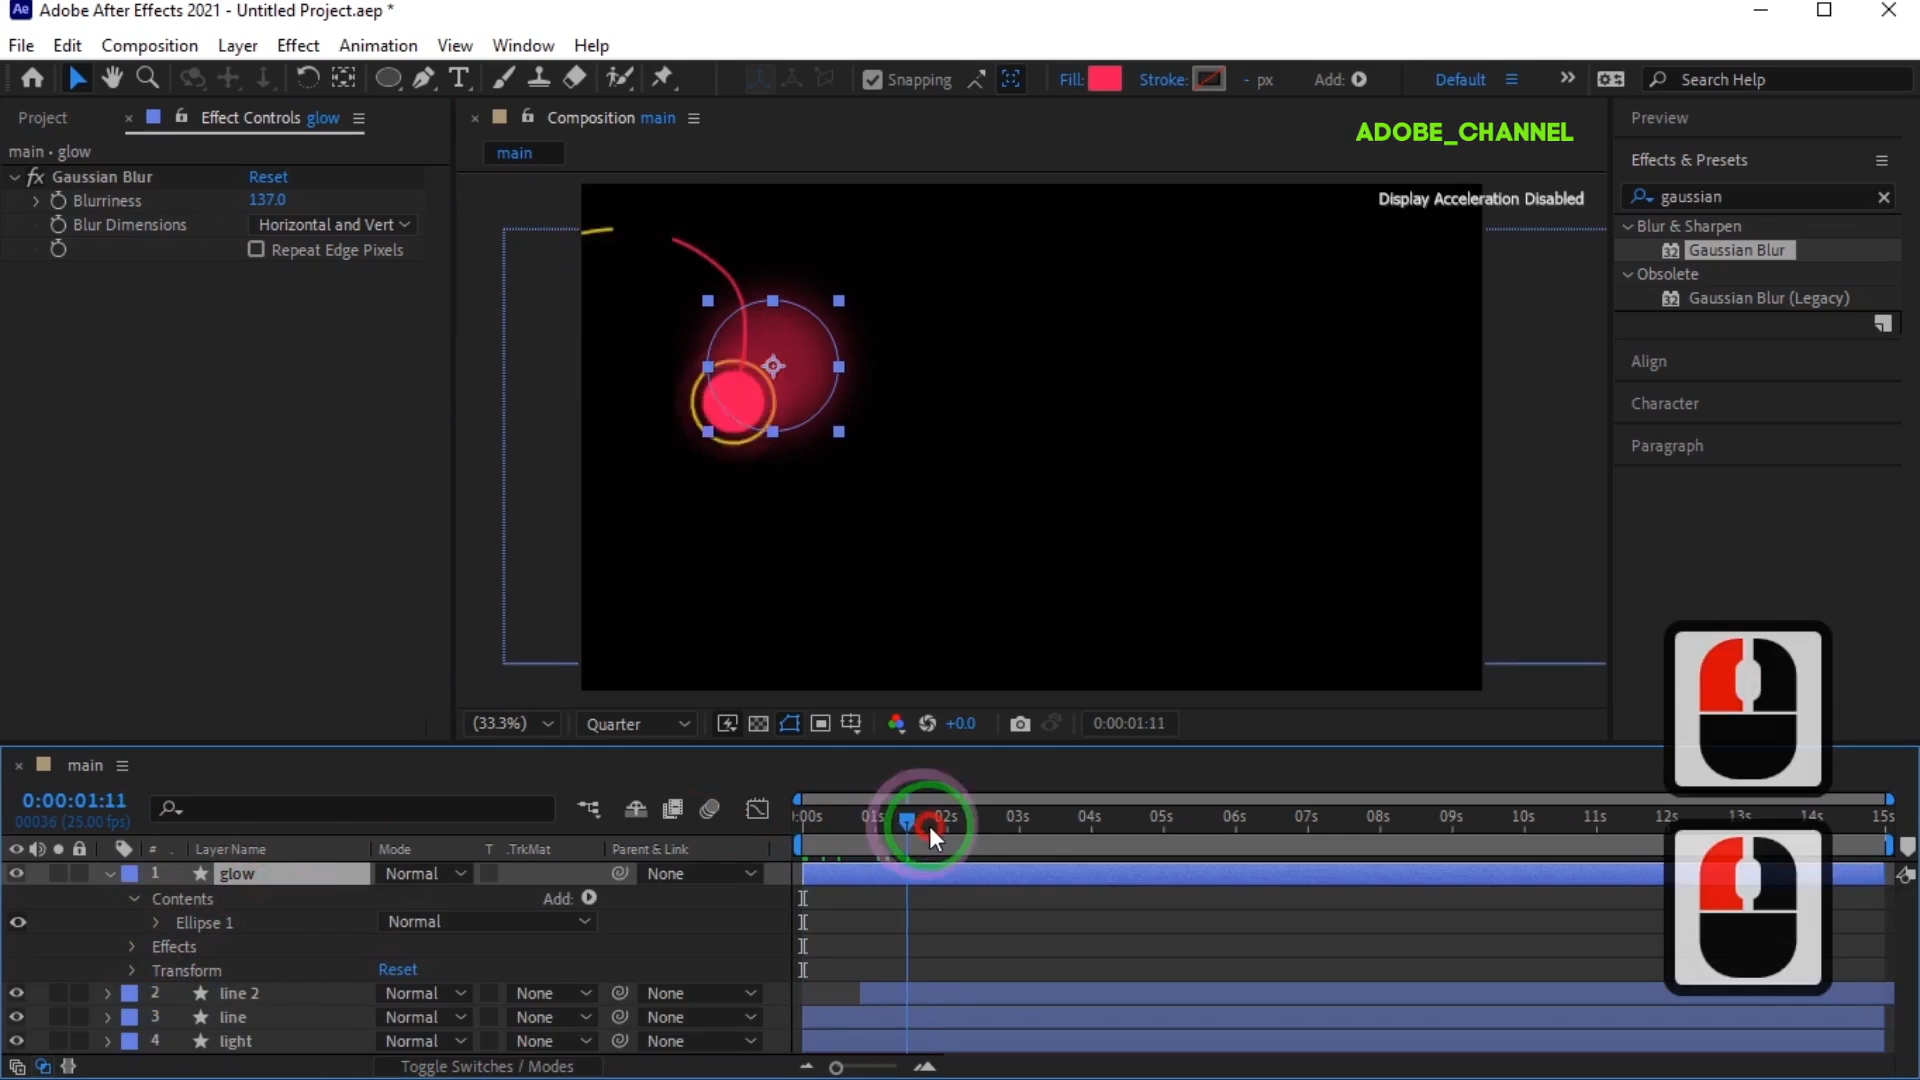 Ae Adobe After Effects 2021 - Untitled Project.aep *
File Edit Composition Layer Effect Animation View Window Help
Snapping Fill: Stroke: - px Add: Default Search Help
Project Effect Controls glow Composition main Preview
ADOBE_CHANNEL
main • glow main Effects & Presets
fx Gaussian Blur Reset
Display Acceleration Disabled gaussian
Blurriness 137.0
Blur Dimensions Horizontal and Vert Blur & Sharpen
Repeat Edge Pixels 32 Gaussian Blur
Obsolete
32 Gaussian Blur (Legacy)
Align
Character
Paragraph
(33.3%) Quarter +0.0 0:00:01:11
main
0:00:01:11
00036 (25.00 fps)
:00s 01s 02s 03s 04s 05s 06s 07s 08s 09s 10s 11s 12s 13s 14s 15s
# . Layer Name Mode T .TrkMat Parent & Link
1 glow Normal None
Contents Add:
Ellipse 1 Normal
Effects
Transform Reset
2 line 2 Normal None None
3 line Normal None None
4 light Normal None None
Toggle Switches / Modes